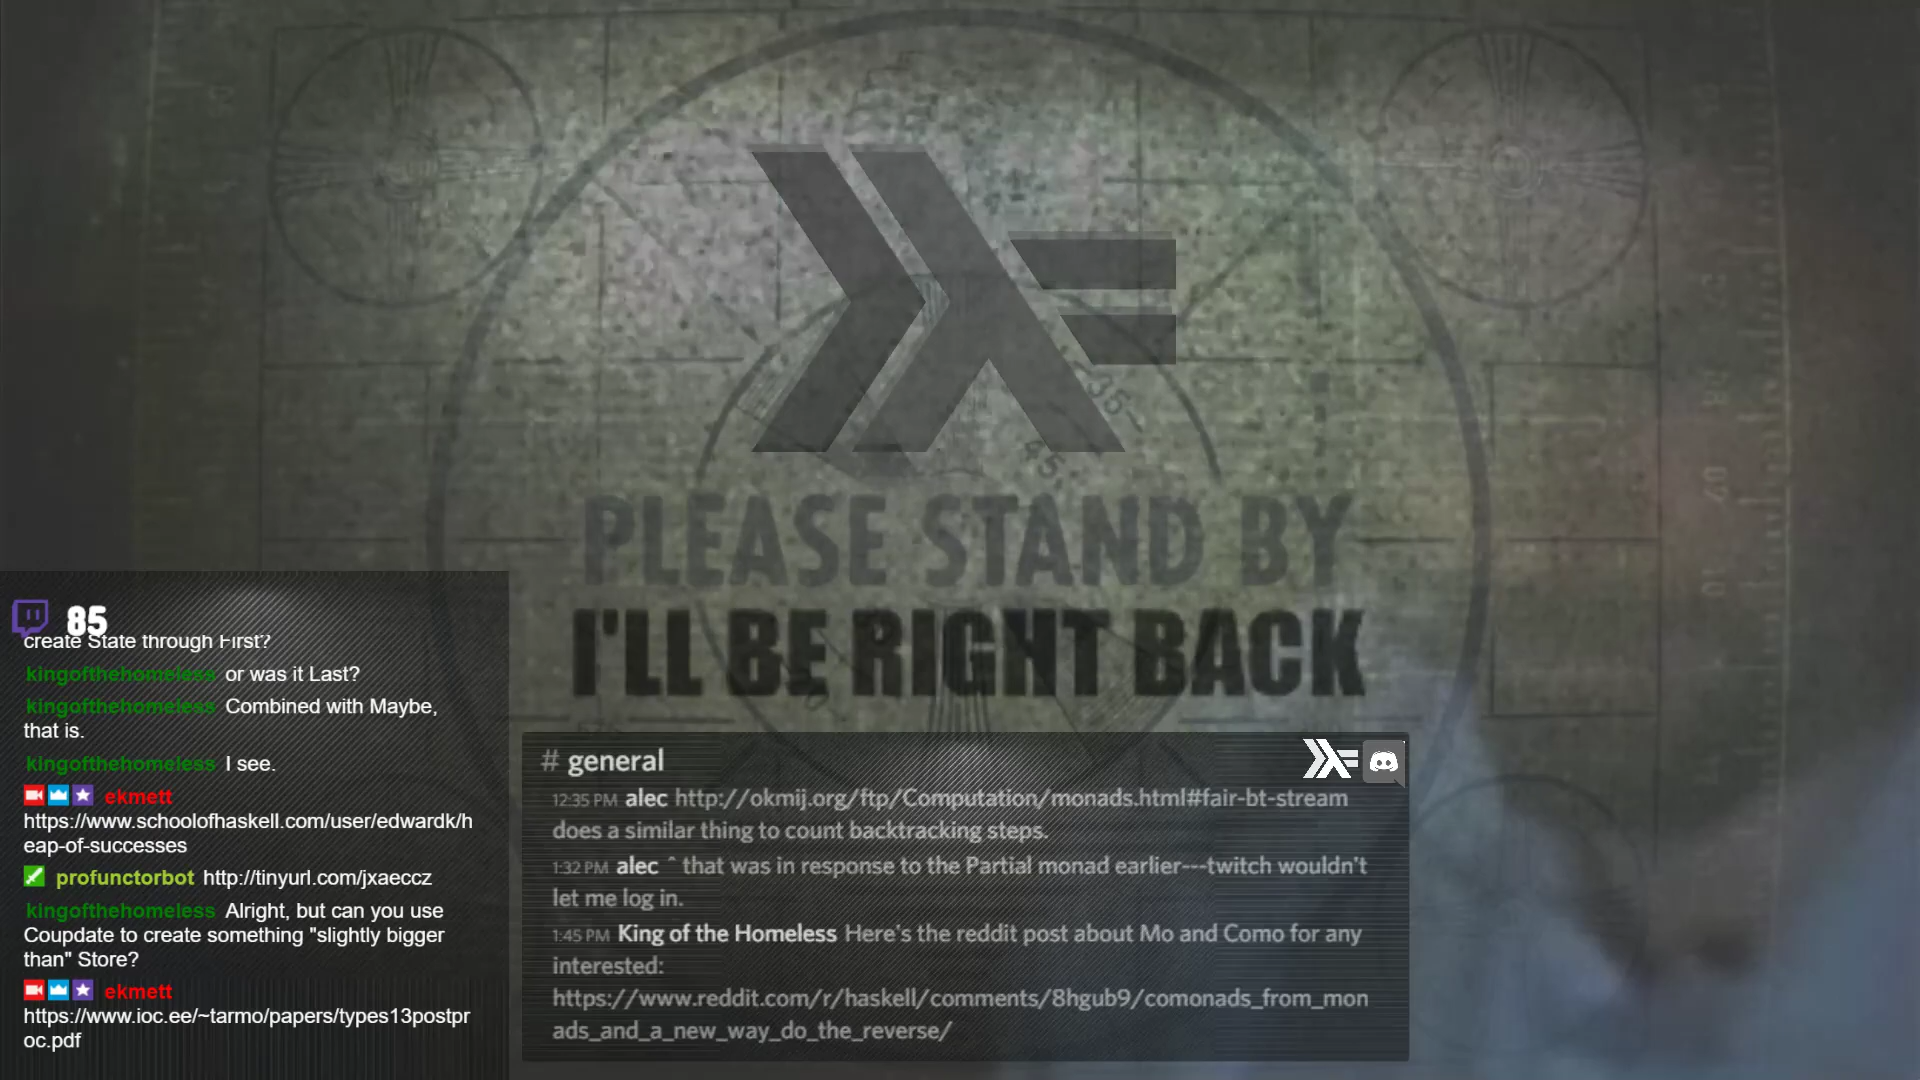 PLEASE STAND BY
I'LL BE RIGHT BACK
85
create State through First?
kingofthehomeless or was it Last?
kingofthehomeless Combined with Maybe,
that is.
kingofthehomeless I see.
ekmett
https://www.schoolofhaskell.com/user/edwardk/h
eap-of-successes
profunctorbot http://tinyurl.com/jxaeccz
kingofthehomeless Alright, but can you use
Coupdate to create something "slightly bigger
than" Store?
ekmett
https://www.ioc.ee/~tarmo/papers/types13postpr
oc.pdf
# general
12:35 PM alec http://okmij.org/ftp/Computation/monads.html#fair-bt-stream
does a similar thing to count backtracking steps.
1:32 PM alec ^ that was in response to the Partial monad earlier---twitch wouldn't
let me log in.
1:45 PM King of the Homeless Here's the reddit post about Mo and Como for any
interested:
https://www.reddit.com/r/haskell/comments/8hgub9/comonads_from_mon
ads_and_a_new_way_do_the_reverse/